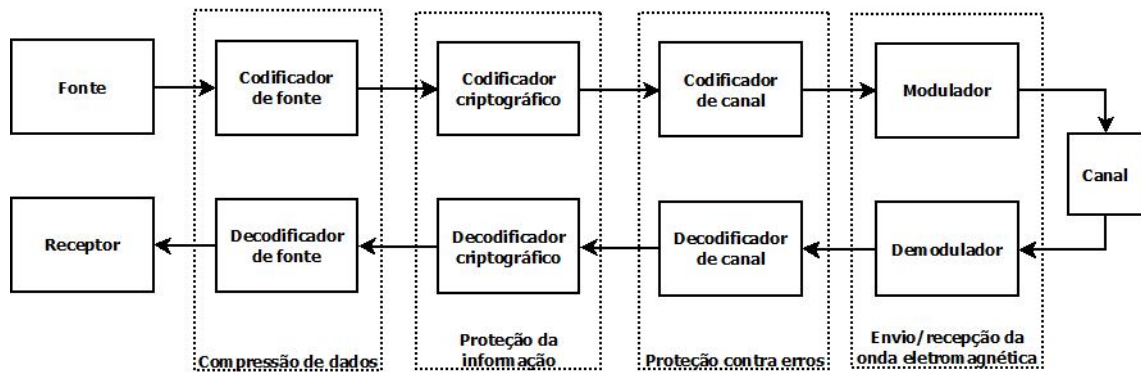 Fonte
Codificador
de fonte
Codificador
criptográfico
Codificador
de canal
Modulador
Canal
Receptor
Decodificador
de fonte
Decodificador
criptográfico
Decodificador
de canal
Demodulador
Compressão de dados
Proteção da
informação
Proteção contra erros
Envio/recepção da
onda eletromagnética